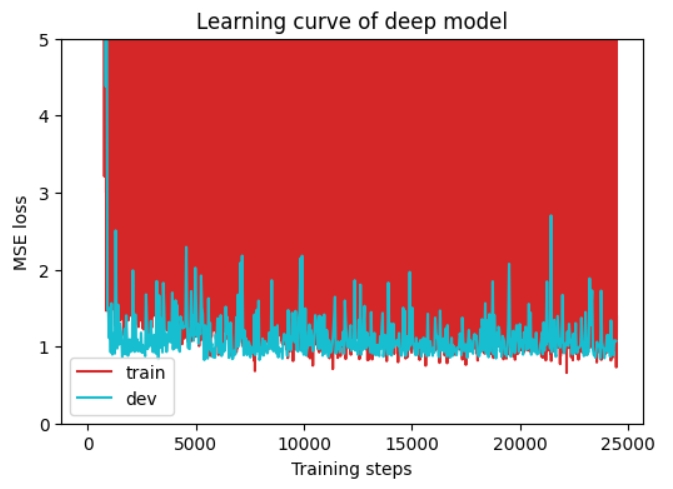 Learning curve of deep model
5
4
3
2
1
0
MSE loss
train
dev
0 5000 10000 15000 20000 25000
Training steps